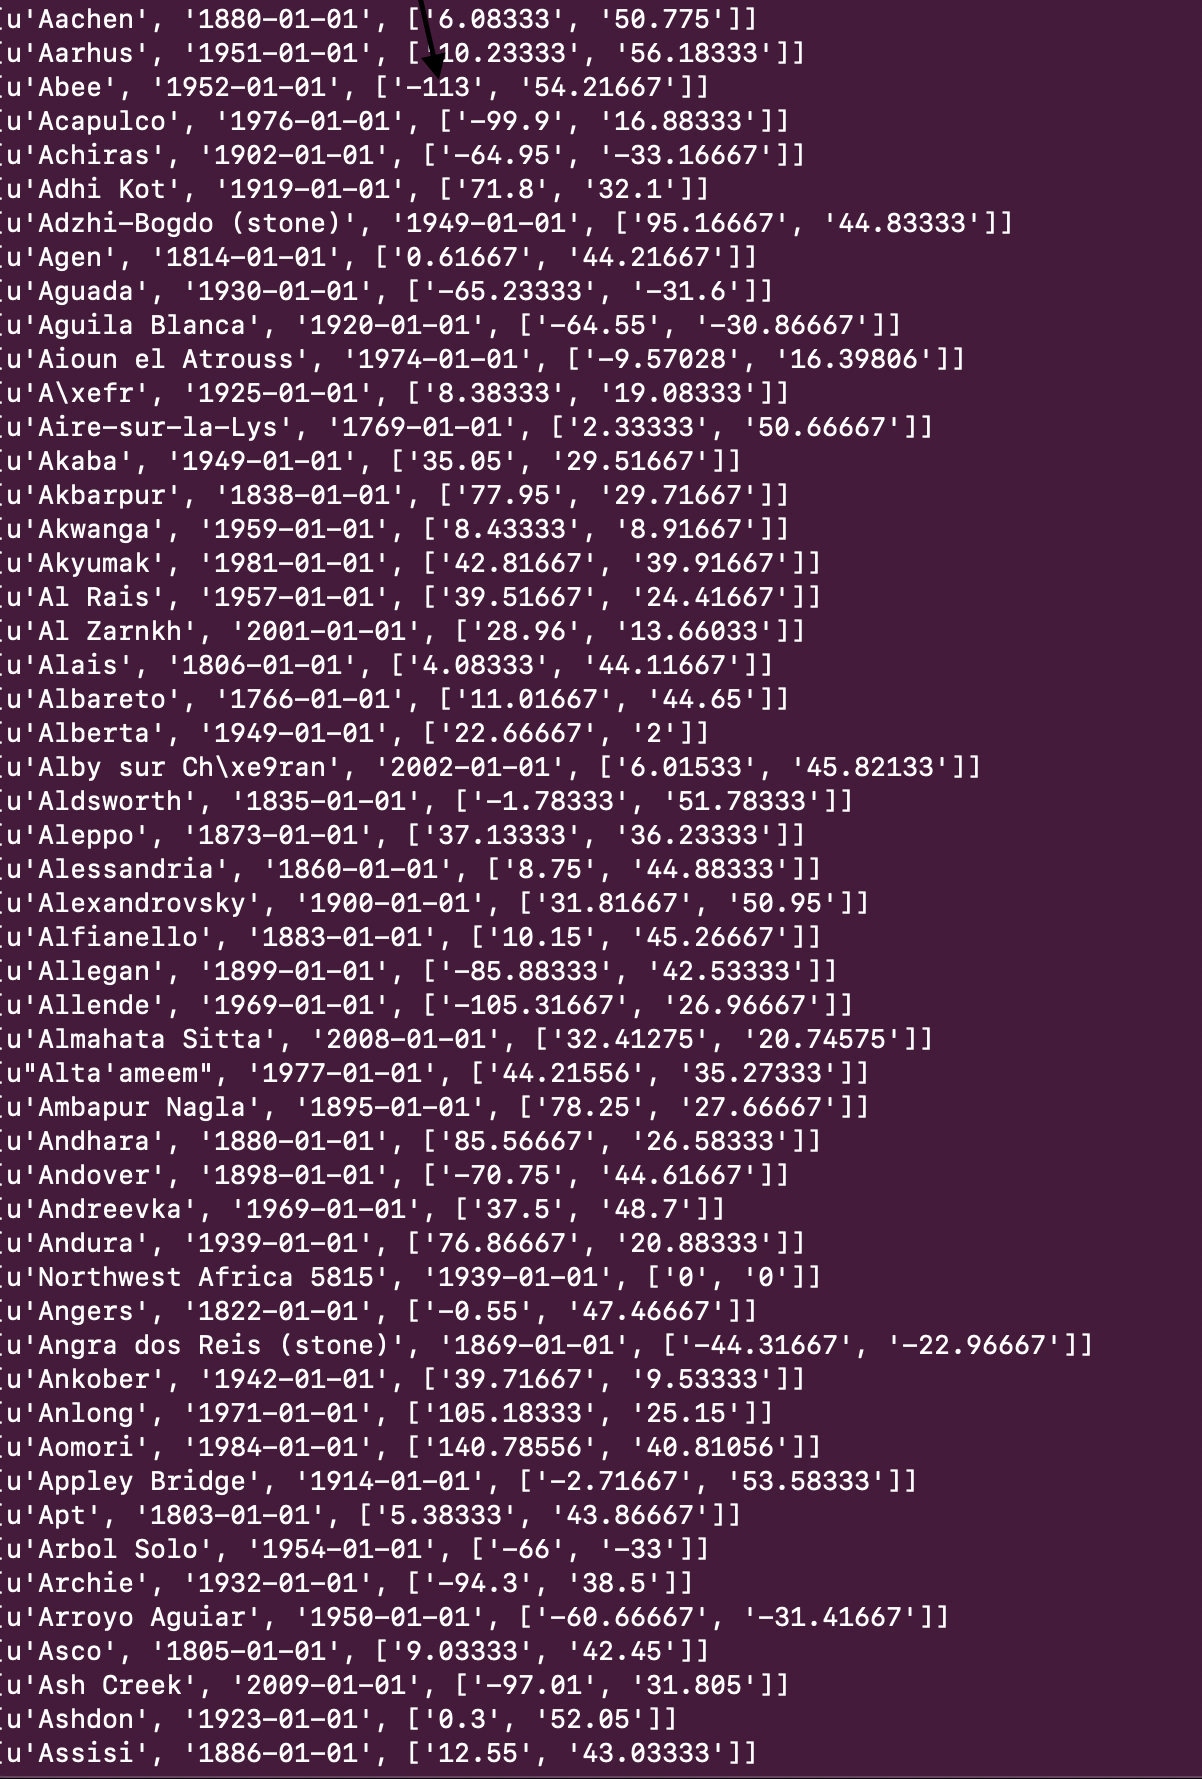 [u'Aachen', '1880-01-01', ['6.08333', '50.775']]
[u'Aarhus', '1951-01-01', ['10.23333', '56.18333']]
[u'Abee', '1952-01-01', ['-113', '54.21667']]
[u'Acapulco', '1976-01-01', ['-99.9', '16.88333']]
[u'Achiras', '1902-01-01', ['-64.95', '-33.16667']]
[u'Adhi Kot', '1919-01-01', ['71.8', '32.1']]
[u'Adzhi-Bogdo (stone)', '1949-01-01', ['95.16667', '44.83333']]
[u'Agen', '1814-01-01', ['0.61667', '44.21667']]
[u'Aguada', '1930-01-01', ['-65.23333', '-31.6']]
[u'Aguila Blanca', '1920-01-01', ['-64.55', '-30.86667']]
[u'Aioun el Atrouss', '1974-01-01', ['-9.57028', '16.39806']]
[u'A\xefr', '1925-01-01', ['8.38333', '19.08333']]
[u'Aire-sur-la-Lys', '1769-01-01', ['2.33333', '50.66667']]
[u'Akaba', '1949-01-01', ['35.05', '29.51667']]
[u'Akbarpur', '1838-01-01', ['77.95', '29.71667']]
[u'Akwanga', '1959-01-01', ['8.43333', '8.91667']]
[u'Akyumak', '1981-01-01', ['42.81667', '39.91667']]
[u'Al Rais', '1957-01-01', ['39.51667', '24.41667']]
[u'Al Zarnkh', '2001-01-01', ['28.96', '13.66033']]
[u'Alais', '1806-01-01', ['4.08333', '44.11667']]
[u'Albareto', '1766-01-01', ['11.01667', '44.65']]
[u'Alberta', '1949-01-01', ['22.66667', '2']]
[u'Alby sur Ch\xe9ran', '2002-01-01', ['6.01533', '45.82133']]
[u'Aldsworth', '1835-01-01', ['-1.78333', '51.78333']]
[u'Aleppo', '1873-01-01', ['37.13333', '36.23333']]
[u'Alessandria', '1860-01-01', ['8.75', '44.88333']]
[u'Alexandrovsky', '1900-01-01', ['31.81667', '50.95']]
[u'Alfianello', '1883-01-01', ['10.15', '45.26667']]
[u'Allegan', '1899-01-01', ['-85.88333', '42.53333']]
[u'Allende', '1969-01-01', ['-105.31667', '26.96667']]
[u'Almahata Sitta', '2008-01-01', ['32.41275', '20.74575']]
[u"Alta'ameem", '1977-01-01', ['44.21556', '35.27333']]
[u'Ambapur Nagla', '1895-01-01', ['78.25', '27.66667']]
[u'Andhara', '1880-01-01', ['85.56667', '26.58333']]
[u'Andover', '1898-01-01', ['-70.75', '44.61667']]
[u'Andreevka', '1969-01-01', ['37.5', '48.7']]
[u'Andura', '1939-01-01', ['76.86667', '20.88333']]
[u'Northwest Africa 5815', '1939-01-01', ['0', '0']]
[u'Angers', '1822-01-01', ['-0.55', '47.46667']]
[u'Angra dos Reis (stone)', '1869-01-01', ['-44.31667', '-22.96667']]
[u'Ankober', '1942-01-01', ['39.71667', '9.53333']]
[u'Anlong', '1971-01-01', ['105.18333', '25.15']]
[u'Aomori', '1984-01-01', ['140.78556', '40.81056']]
[u'Appley Bridge', '1914-01-01', ['-2.71667', '53.58333']]
[u'Apt', '1803-01-01', ['5.38333', '43.86667']]
[u'Arbol Solo', '1954-01-01', ['-66', '-33']]
[u'Archie', '1932-01-01', ['-94.3', '38.5']]
[u'Arroyo Aguiar', '1950-01-01', ['-60.66667', '-31.41667']]
[u'Asco', '1805-01-01', ['9.03333', '42.45']]
[u'Ash Creek', '2009-01-01', ['-97.01', '31.805']]
[u'Ashdon', '1923-01-01', ['0.3', '52.05']]
[u'Assisi', '1886-01-01', ['12.55', '43.03333']]